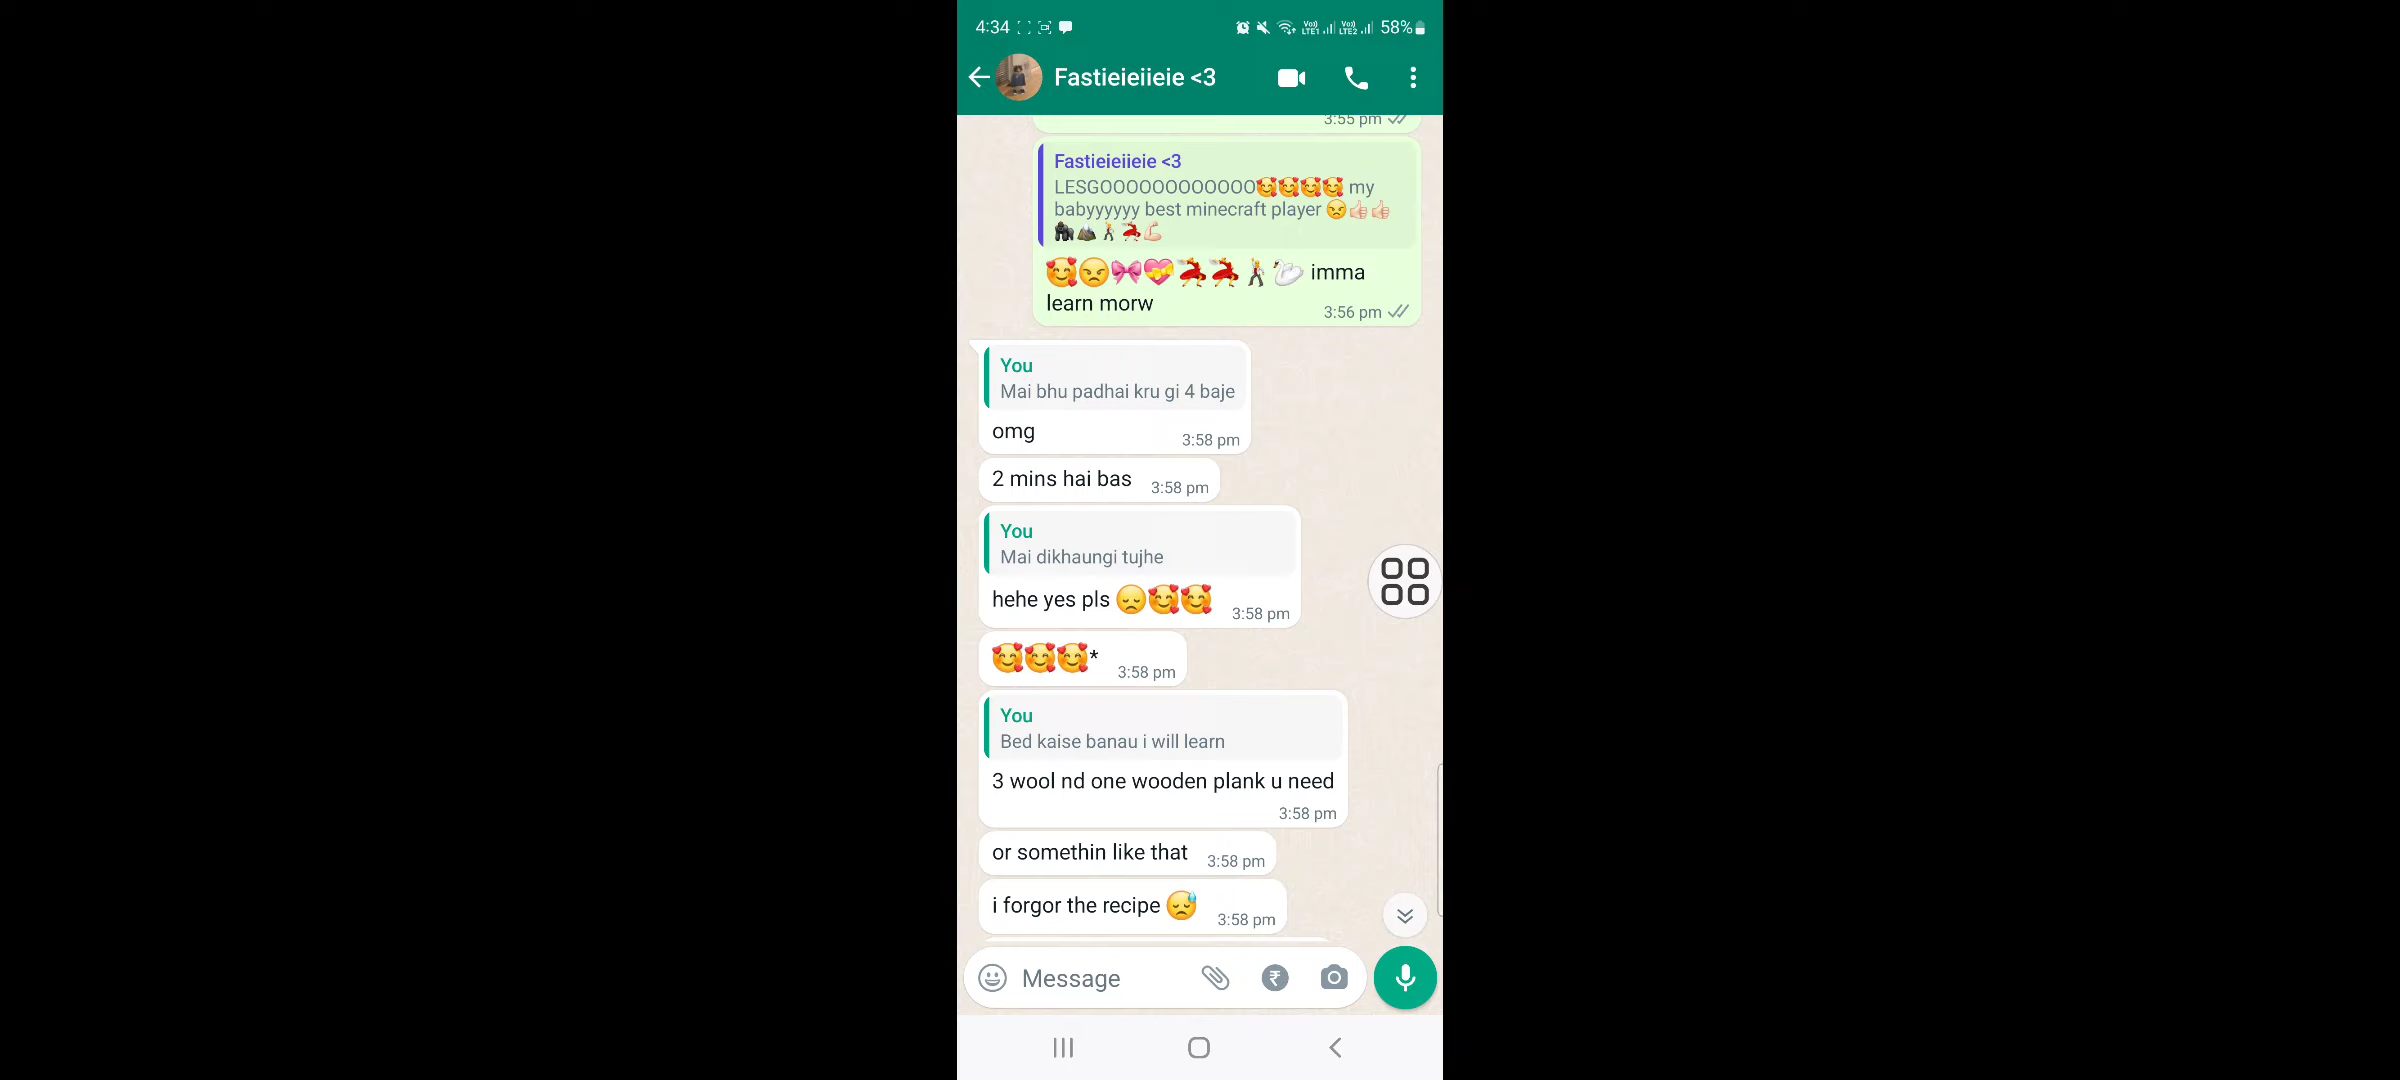 4:34
Vo)) LTE1 Vo)) LTE2 58%
Fastieieiieie <3
3:55 pm
Fastieieiieie <3
LESGOOOOOOOOOOOO🥰🥰🥰🥰 my
babyyyyyy best minecraft player 😒👍🏻👍🏻
🦍⛰️🕺💃💪🏻
🥰😒🎀💝💃💃🕺🦢 imma
learn morw
3:56 pm
You
Mai bhu padhai kru gi 4 baje
omg
3:58 pm
2 mins hai bas
3:58 pm
You
Mai dikhaungi tujhe
hehe yes pls 😞🥰🥰
3:58 pm
🥰🥰🥰*
3:58 pm
You
Bed kaise banau i will learn
3 wool nd one wooden plank u need
3:58 pm
or somethin like that
3:58 pm
i forgor the recipe 😓
3:58 pm
Message